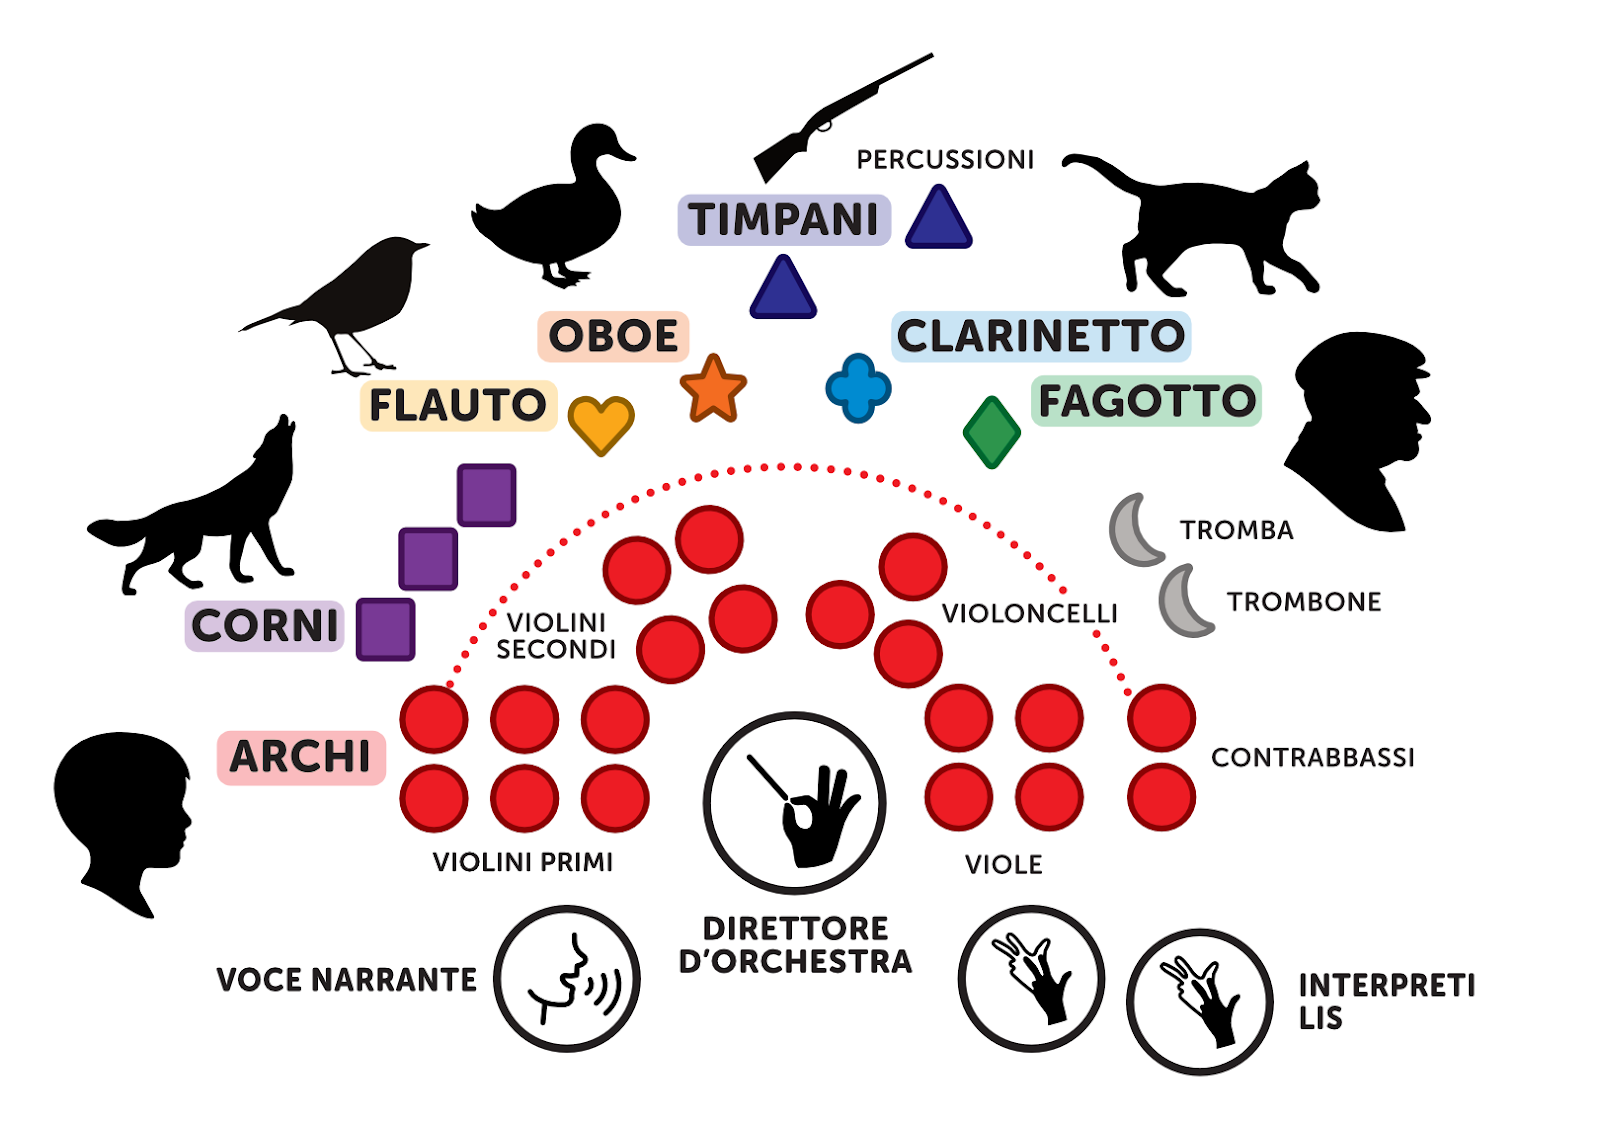 PERCUSSIONI
TIMPANI
OBOE
CLARINETTO
FLAUTO
FAGOTTO
TROMBA
TROMBONE
CORNI
VIOLINI
SECONDI
VIOLONCELLI
ARCHI
CONTRABBASSI
VIOLINI PRIMI
VIOLE
DIRETTORE
D'ORCHESTRA
VOCE NARRANTE
INTERPRETI
LIS